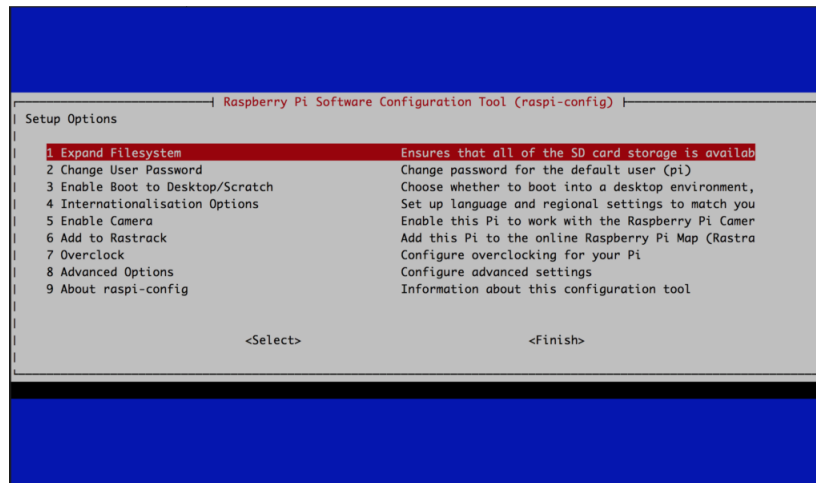 Raspberry Pi Software Configuration Tool (raspi-config)
Setup Options
1 Expand Filesystem Ensures that all of the SD card storage is availab
2 Change User Password Change password for the default user (pi)
3 Enable Boot to Desktop/Scratch Choose whether to boot into a desktop environment,
4 Internationalisation Options Set up language and regional settings to match you
5 Enable Camera Enable this Pi to work with the Raspberry Pi Camer
6 Add to Rastrack Add this Pi to the online Raspberry Pi Map (Rastra
7 Overclock Configure overclocking for your Pi
8 Advanced Options Configure advanced settings
9 About raspi-config Information about this configuration tool
<Select> <Finish>